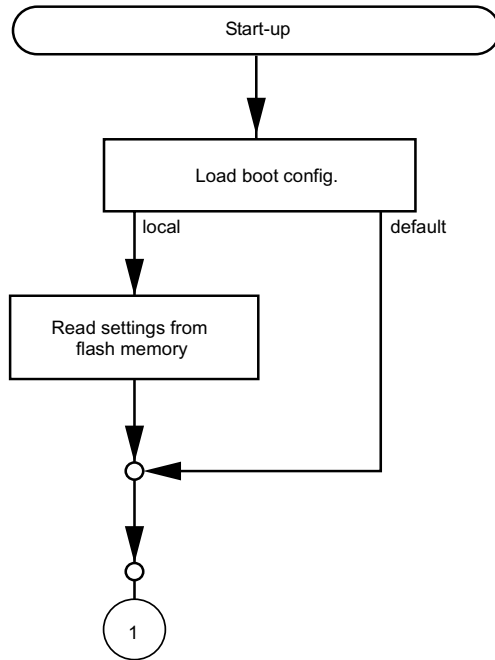 Start-up
Load boot config.
local
default
Read settings from
flash memory
1